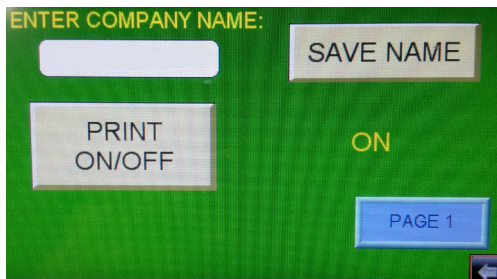 ENTER COMPANY NAME:
SAVE NAME
PRINT
ON/OFF
ON
PAGE 1